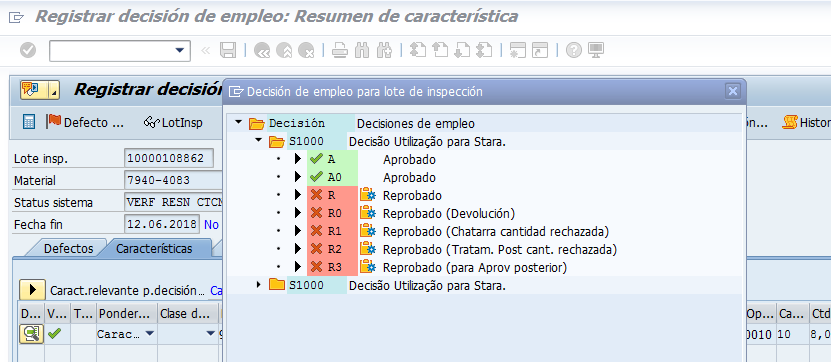 Registrar decisión de empleo: Resumen de característica
Registrar decisión
Decisión de empleo para lote de inspección
Defecto ...
LotInsp
ón...
Histor
Lote insp.
10000108862
Material
7940-4083
Status sistema
VERF RESN CTCM
Fecha fin
12.06.2018
No
Defectos
Características
Caract.relevante p.decisión...
Ca
D...
V...
T...
Ponder...
Clase d...
Op...
Ca...
Ctd
Carac...
0010
10
8,0
Decisión
Decisiones de empleo
S1000
Decisão Utilização para Stara.
A
Aprobado
A0
Aprobado
R
Reprobado
R0
Reprobado (Devolución)
R1
Reprobado (Chatarra cantidad rechazada)
R2
Reprobado (Tratam. Post cant. rechazada)
R3
Reprobado (para Aprov posterior)
S1000
Decisão Utilização para Stara.